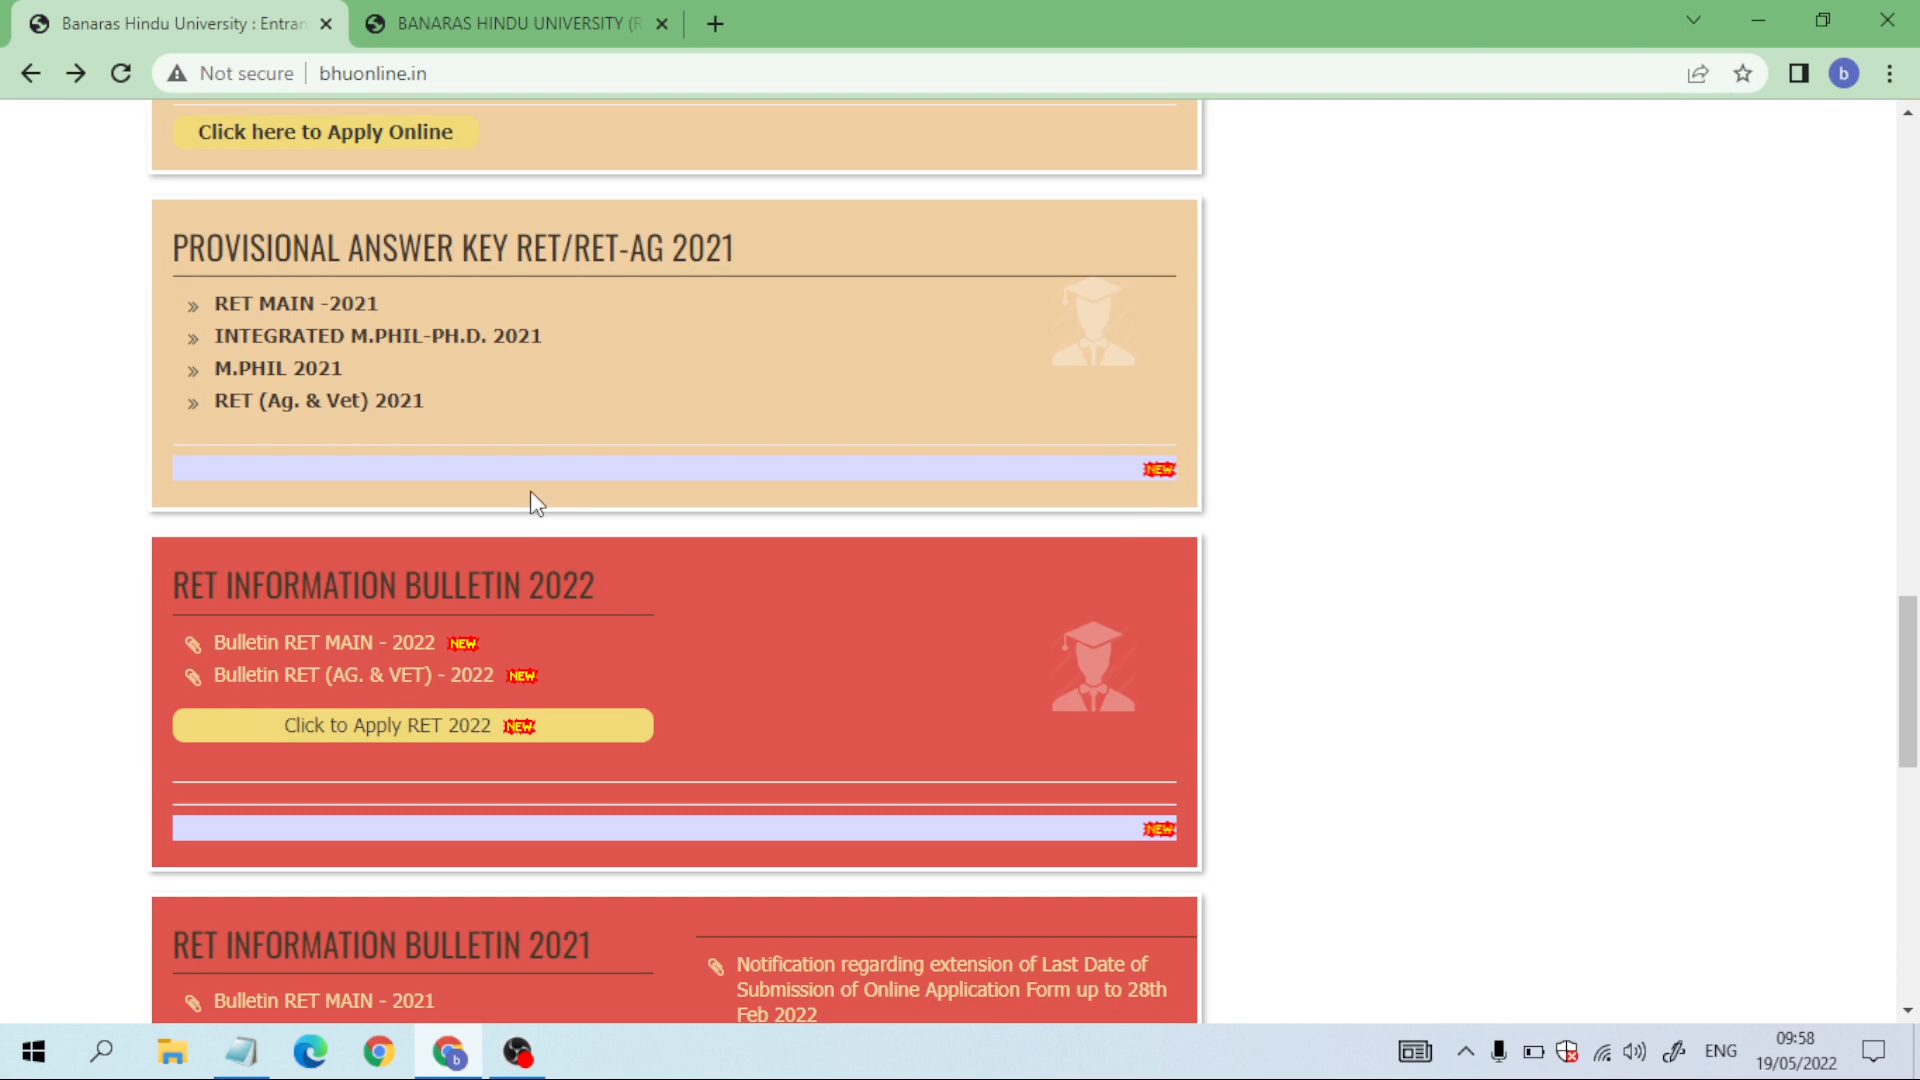 Banaras Hindu University : Entran
BANARAS HINDU UNIVERSITY (R
Not secure
bhuonline.in
b
Click here to Apply Online
PROVISIONAL ANSWER KEY RET/RET-AG 2021
» RET MAIN -2021
» INTEGRATED M.PHIL-PH.D. 2021
» M.PHIL 2021
» RET (Ag. & Vet) 2021
NEW
RET INFORMATION BULLETIN 2022
Bulletin RET MAIN - 2022 NEW
Bulletin RET (AG. & VET) - 2022 NEW
Click to Apply RET 2022 NEW
NEW
RET INFORMATION BULLETIN 2021
Bulletin RET MAIN - 2021
Notification regarding extension of Last Date of
Submission of Online Application Form up to 28th
Feb 2022
b
ENG
09:58
19/05/2022